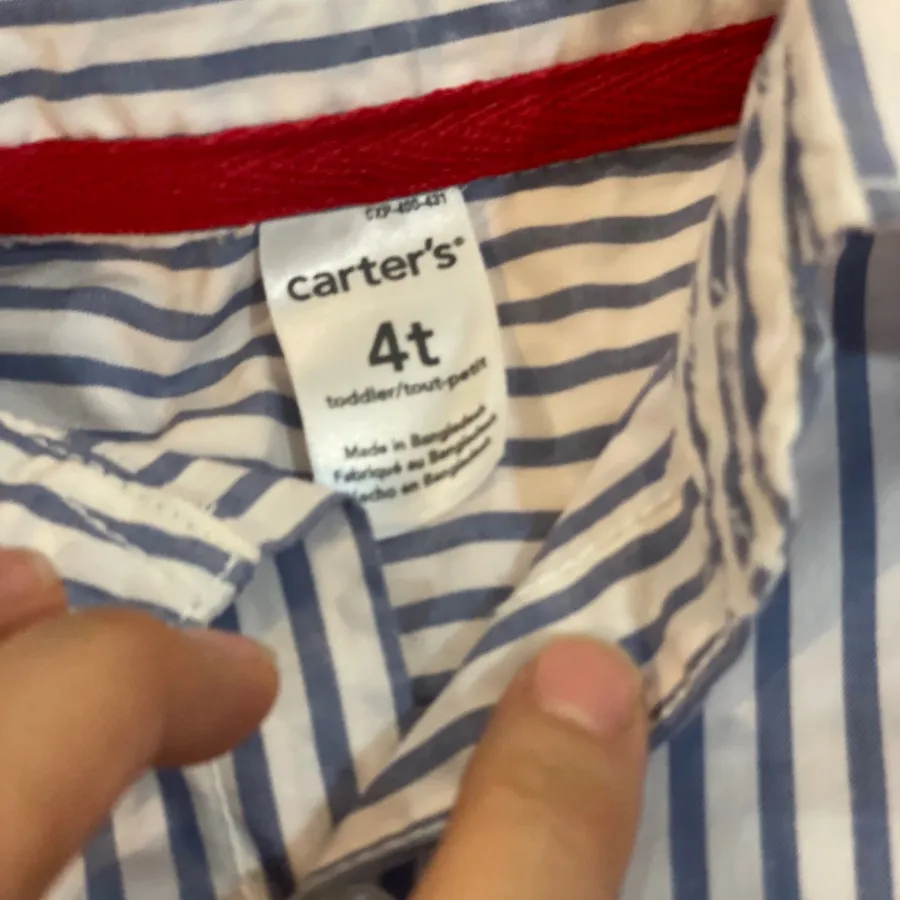 carter's®
4t
toddler/tout-petit
Made in Bangladesh
Fabriqué au Bangladesh
Hecho en Bangladesh